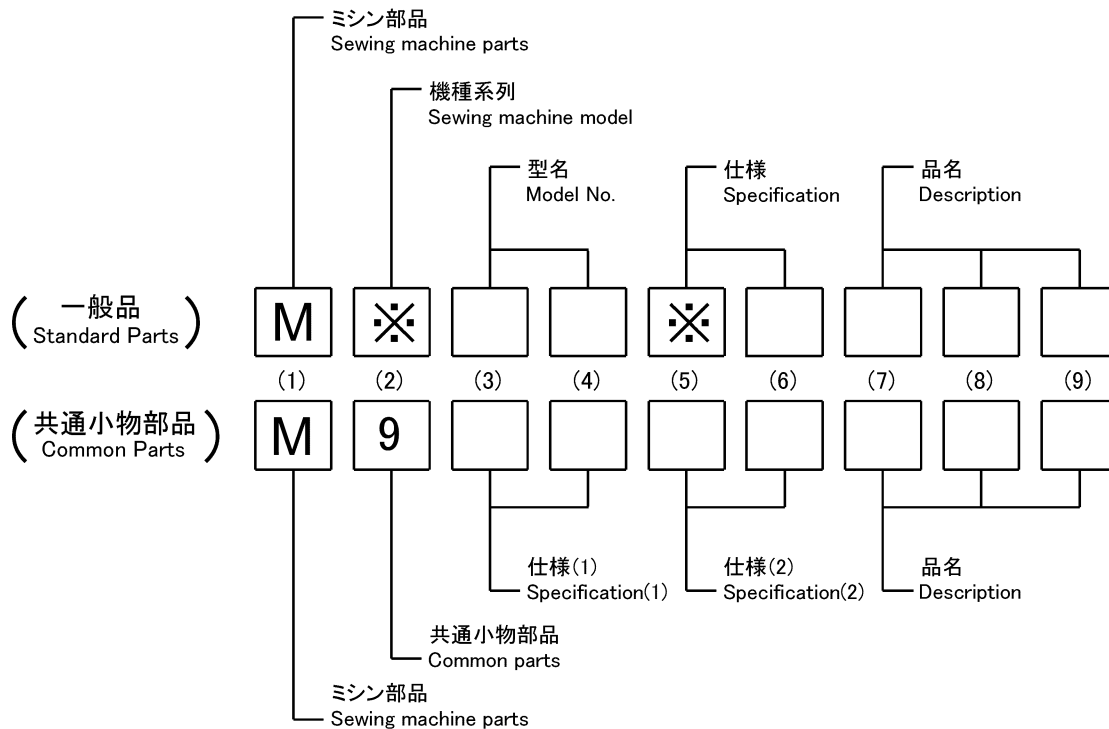 ミシン部品
Sewing machine parts
機種系列
Sewing machine model
型名
Model No.
仕様
Specification
品名
Description
(一般品
Standard Parts)
M ※ ※
(1) (2) (3) (4) (5) (6) (7) (8) (9)
(共通小物部品
Common Parts)
M 9
仕様(1)
Specification(1)
仕様(2)
Specification(2)
品名
Description
共通小物部品
Common parts
ミシン部品
Sewing machine parts